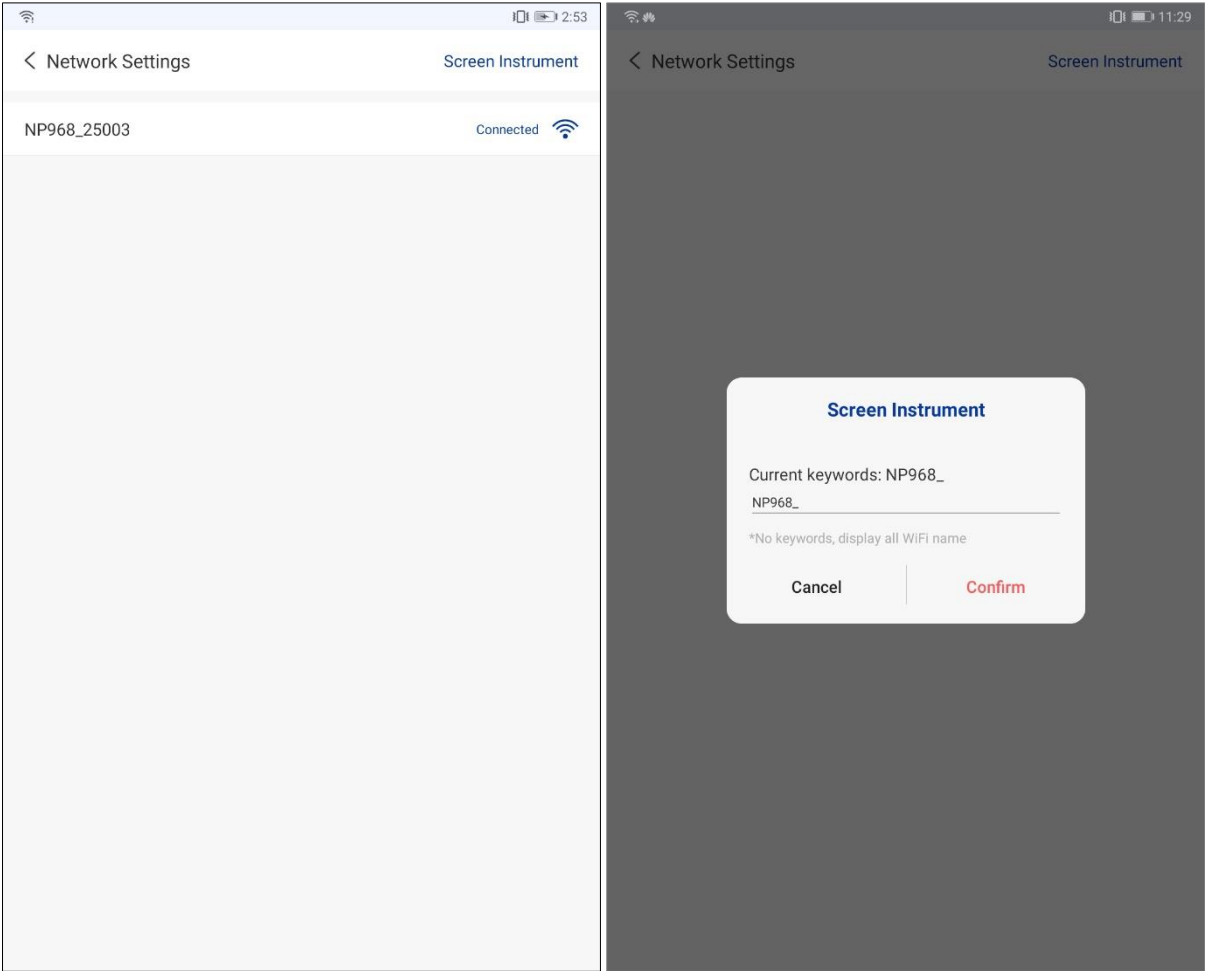 2:53
Network Settings
Screen Instrument
NP968_25003
Connected
11:29
Network Settings
Screen Instrument
Screen Instrument
Current keywords: NP968_
NP968_
*No keywords, display all WiFi name
Cancel
Confirm